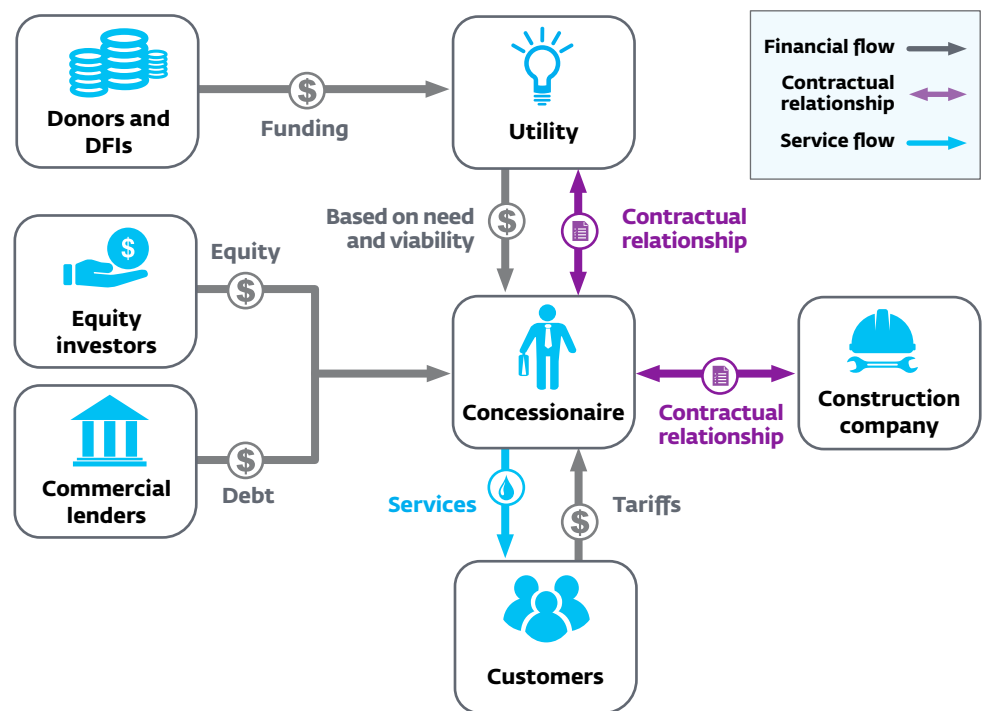 Donors and
DFIs
$
Funding
Utility
Financial flow
Contractual
relationship
Service flow
Based on need
and viability
$
Contractual
relationship
$
Equity
investors
Equity
$
Commercial
lenders
$
Debt
Concessionaire
Contractual
relationship
Construction
company
Services
$
Tariffs
Customers